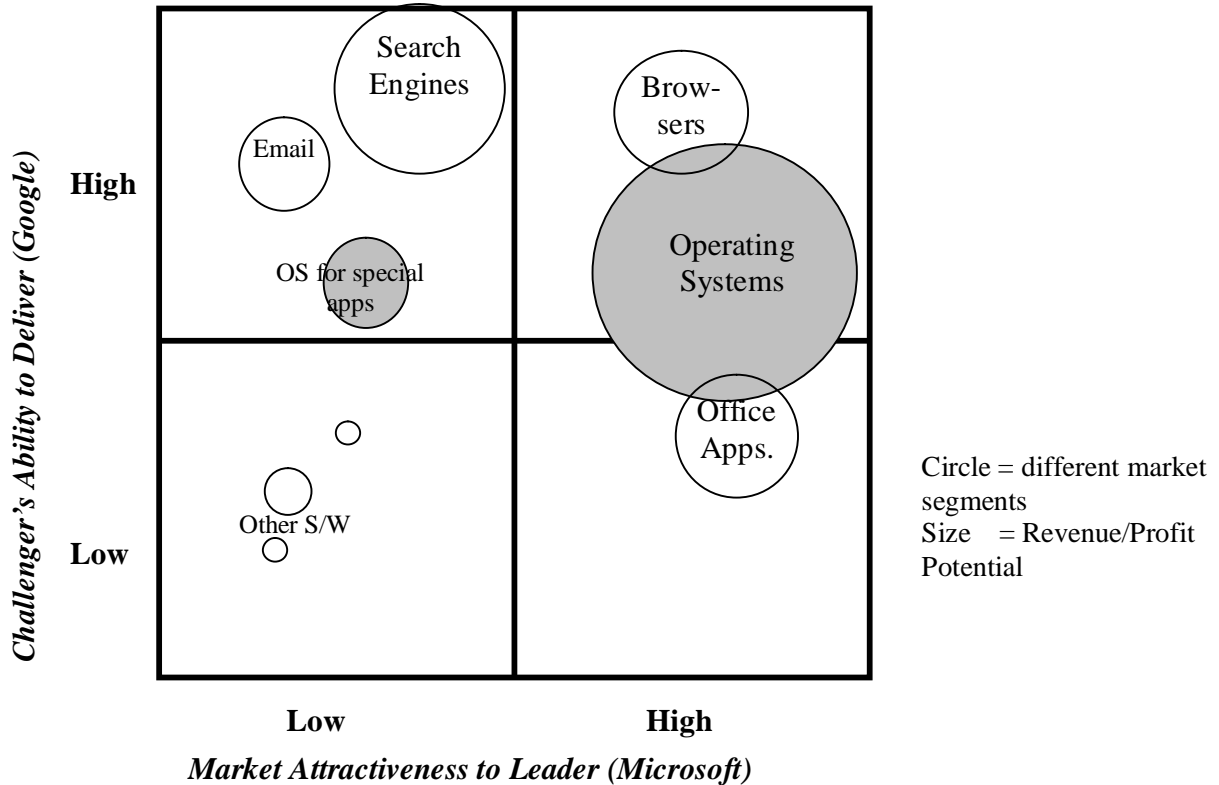 Search
Engines
Brow-
sers
Email
High
Operating
Systems
OS for special
apps
Challenger’s Ability to Deliver (Google)
Office
Apps.
Other S/W
Low
Circle = different market
segments
Size = Revenue/Profit
Potential
Low
High
Market Attractiveness to Leader (Microsoft)